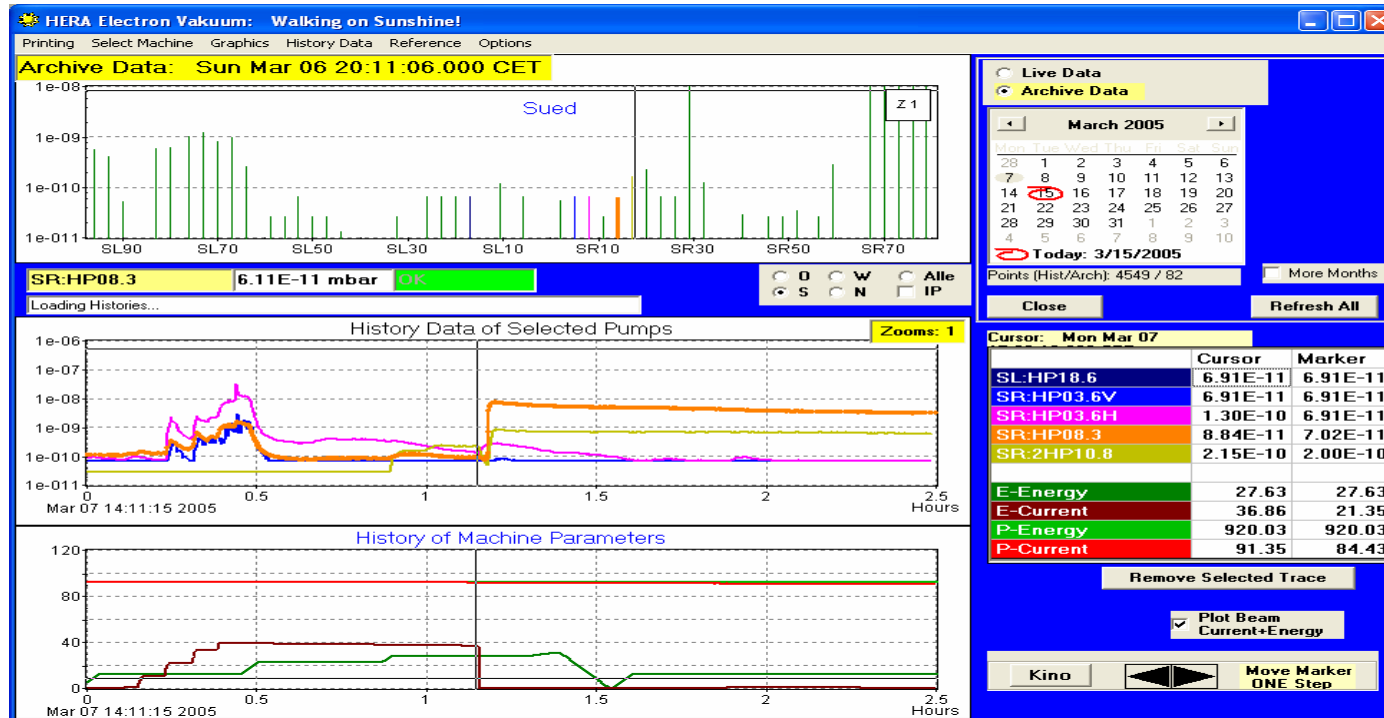 HERA Electron Vakuum: Walking on Sunshine!
Printing Select Machine Graphics History Data Reference Options
Archive Data: Sun Mar 06 20:11:06.000 CET
1e-08
1e-09
1e-010
1e-011
Sued
Z 1
SL90 SL70 SL50 SL30 SL10 SR10 SR30 SR50 SR70
SR:HP08.3 6.11E-11 mbar OK
Loading Histories...
O W Alle
S N IP
History Data of Selected Pumps
Zooms: 1
1e-06
1e-07
1e-08
1e-09
1e-010
1e-011
0 0.5 1 1.5 2 2.5
Mar 07 14:11:15 2005 Hours
History of Machine Parameters
120
80
40
0
0 0.5 1 1.5 2 2.5
Mar 07 14:11:15 2005 Hours
Live Data
Archive Data
March 2005
Mon Tue Wed Thu Fri Sat Sun
28 1 2 3 4 5 6
7 8 9 10 11 12 13
14 15 16 17 18 19 20
21 22 23 24 25 26 27
28 29 30 31 1 2 3
4 5 6 7 8 9 10
Today: 3/15/2005
Points (Hist/Arch): 4549 / 82
More Months
Close Refresh All
Cursor: Mon Mar 07
Cursor Marker
SL:HP18.6 6.91E-11 6.91E-11
SR:HP03.6V 6.91E-11 6.91E-11
SR:HP03.6H 1.30E-10 6.91E-11
SR:HP08.3 8.84E-11 7.02E-11
SR:2HP10.8 2.15E-10 2.00E-10
E-Energy 27.63 27.63
E-Current 36.86 21.35
P-Energy 920.03 920.03
P-Current 91.35 84.43
Remove Selected Trace
Plot Beam
Current+Energy
Kino
Move Marker
ONE Step